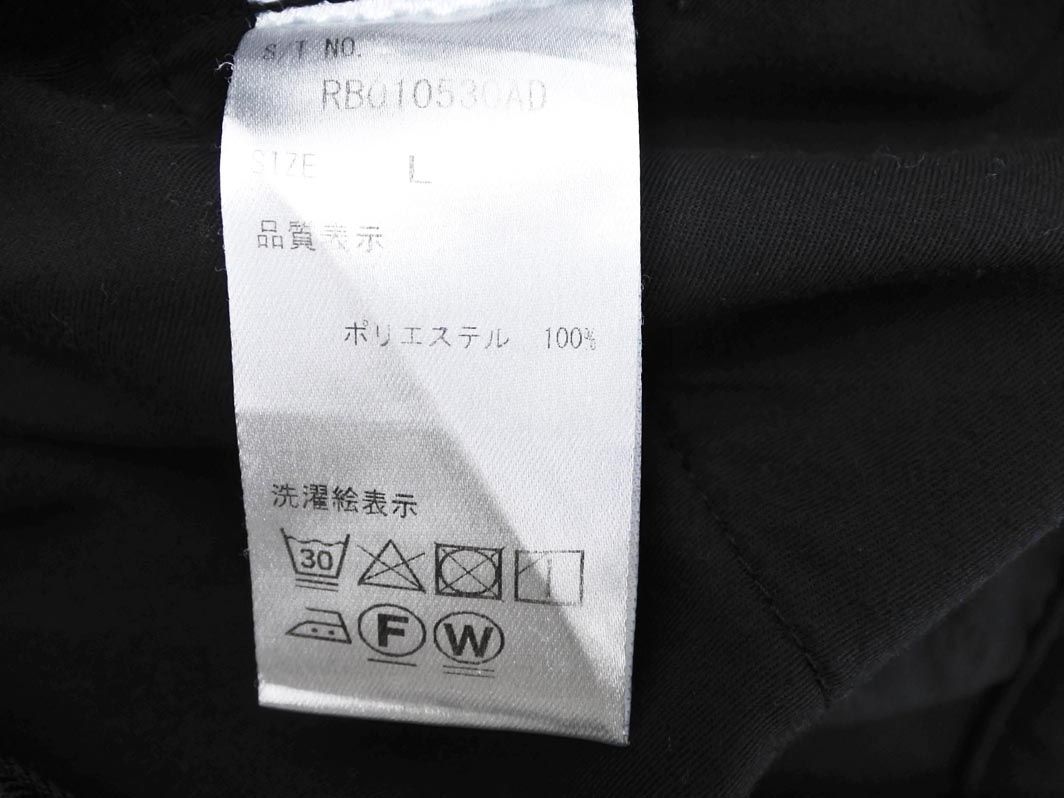 S/T NO.
RB010530AD
SIZE L
品質表示
ポリエステル 100%
洗濯絵表示
30
F W